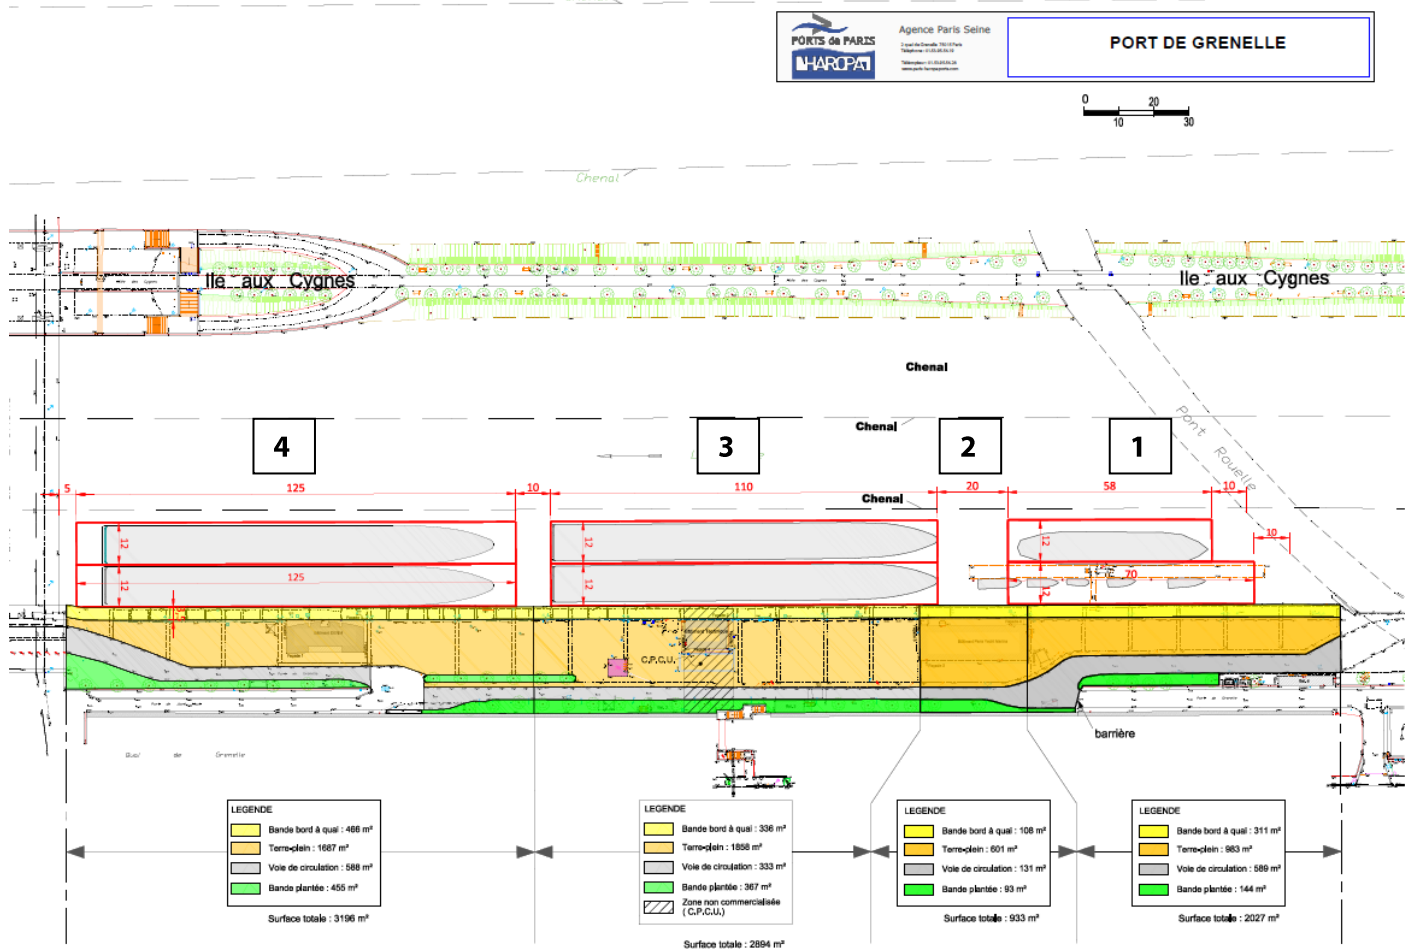 PORTS de PARIS
HAROPA
Agence Paris Seine
PORT DE GRENELLE
0 20
10 30
Chenal
Ile aux Cygnes
Ile aux Cygnes
Chenal
Chenal
Pont Rouelle
4
3
2
1
Chenal
5 125 10 110 20 58 10
10
12
12
12
125
70
12
12
12
C.P.C.U.
barrière
Quai de Grenelle
LEGENDE
Bande bord à quai : 466 m²
Terre-plein : 1687 m²
Voie de circulation : 588 m²
Bande plantée : 455 m²
Surface totale : 3196 m²
LEGENDE
Bande bord à quai : 336 m²
Terre-plein : 1858 m²
Voie de circulation : 333 m²
Bande plantée : 367 m²
Zone non commercialisée
( C.P.C.U.)
Surface totale : 2894 m²
LEGENDE
Bande bord à quai : 108 m²
Terre-plein : 601 m²
Voie de circulation : 131 m²
Bande plantée : 93 m²
Surface totale : 933 m²
LEGENDE
Bande bord à quai : 311 m²
Terre-plein : 983 m²
Voie de circulation : 589 m²
Bande plantée : 144 m²
Surface totale : 2027 m²